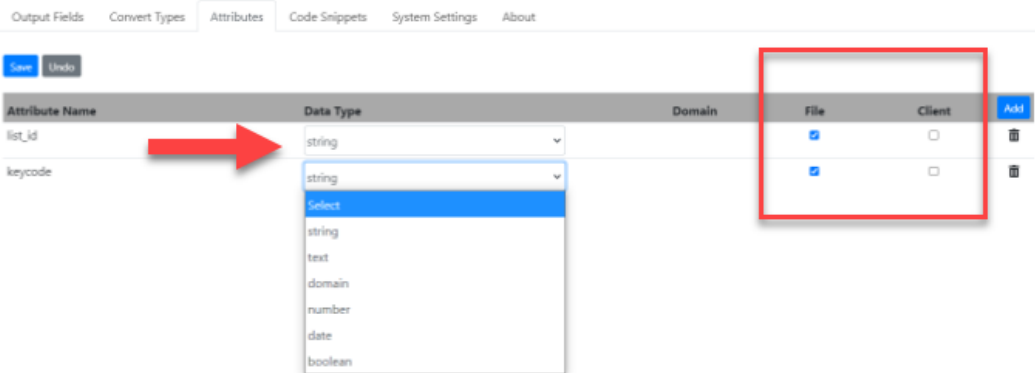 Output Fields Convert Types Attributes Code Snippets System Settings About
Save Undo
Attribute Name Data Type Domain File Client Add
list_id string
keycode string
Select
string
text
domain
number
date
boolean